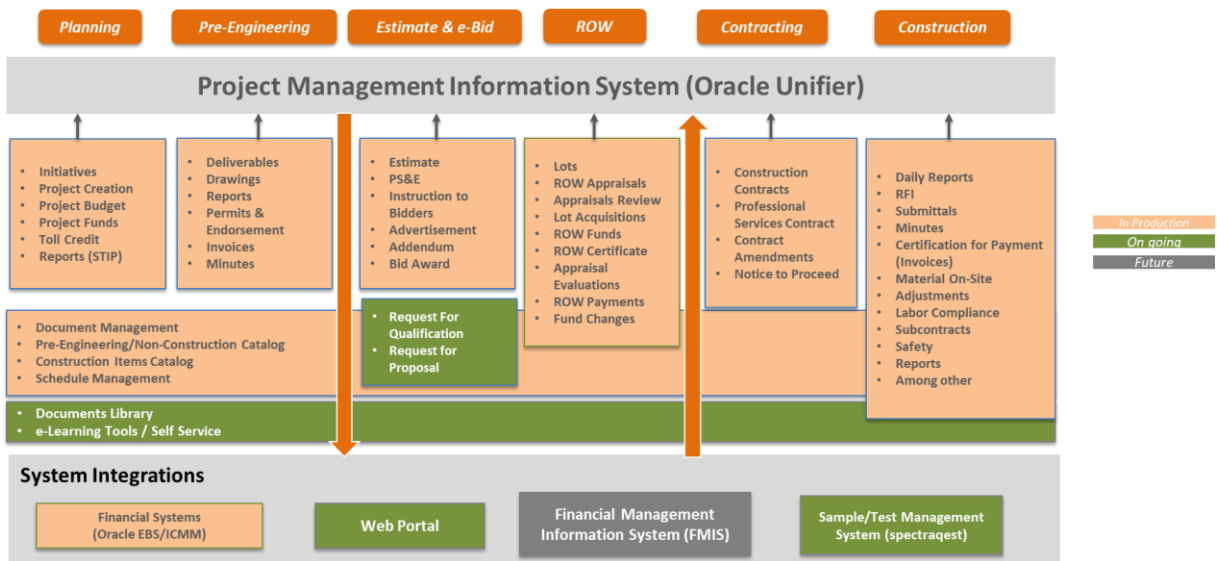 Planning
Pre-Engineering
Estimate & e-Bid
ROW
Contracting
Construction
Project Management Information System (Oracle Unifier)
• Initiatives
• Project Creation
• Project Budget
• Project Funds
• Toll Credit
• Reports (STIP)
• Deliverables
• Drawings
• Reports
• Permits &
Endorsement
• Invoices
• Minutes
• Estimate
• PS&E
• Instruction to
Bidders
• Advertisement
• Addendum
• Bid Award
• Request For
Qualification
• Request for
Proposal
• Lots
• ROW Appraisals
• Appraisals Review
• Lot Acquisitions
• ROW Funds
• ROW Certificate
• Appraisal
Evaluations
• ROW Payments
• Fund Changes
• Construction
Contracts
• Professional
Services Contract
• Contract
Amendments
• Notice to Proceed
• Daily Reports
• RFI
• Submittals
• Minutes
• Certification for Payment
(Invoices)
• Material On-Site
• Adjustments
• Labor Compliance
• Subcontracts
• Safety
• Reports
• Among other
In Production
On going
Future
• Document Management
• Pre-Engineering/Non-Construction Catalog
• Construction Items Catalog
• Schedule Management
• Documents Library
• e-Learning Tools / Self Service
System Integrations
Financial Systems
(Oracle EBS/ICMM)
Web Portal
Financial Management
Information System (FMIS)
Sample/Test Management
System (spectraqest)